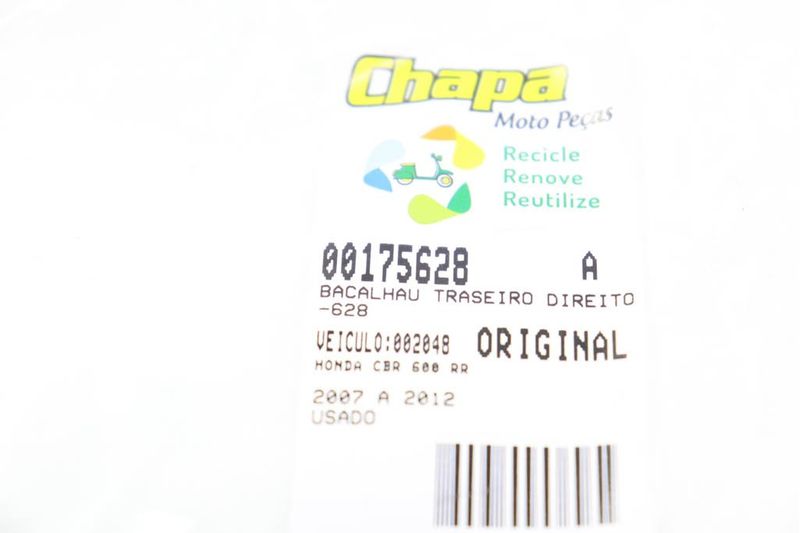 Chapa
Moto Peças
Recicle
Renove
Reutilize
00175628 A
BACALHAU TRASEIRO DIREITO
-628
VEICULO:002048 ORIGINAL
HONDA CBR 600 RR
2007 A 2012
USADO